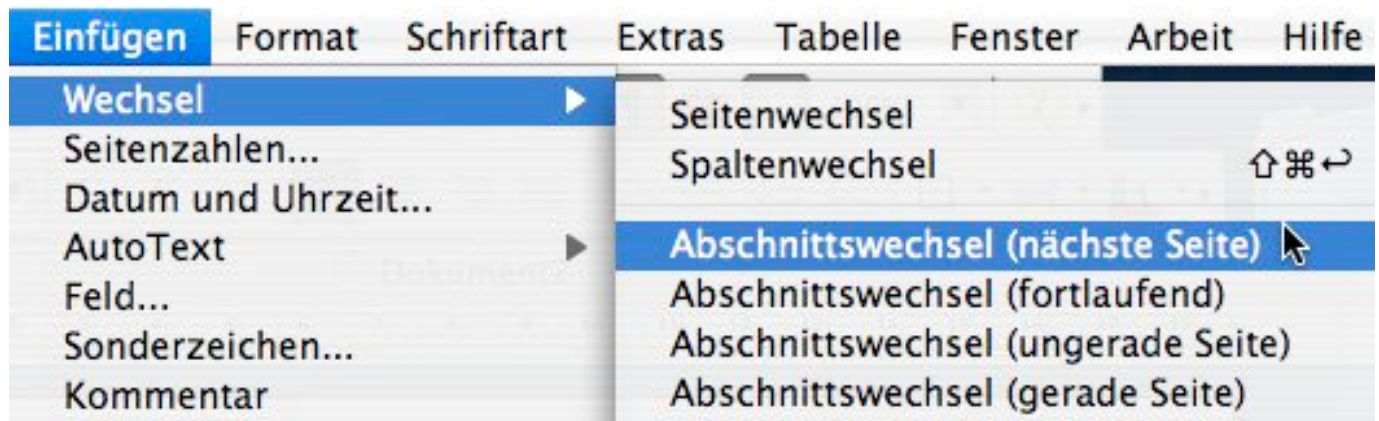 Einfügen Format Schriftart Extras Tabelle Fenster Arbeit Hilfe
Wechsel
Seitenzahlen...
Datum und Uhrzeit...
AutoText
Feld...
Sonderzeichen...
Kommentar
Seitenwechsel
Spaltenwechsel ⇧⌘↩
Abschnittswechsel (nächste Seite)
Abschnittswechsel (fortlaufend)
Abschnittswechsel (ungerade Seite)
Abschnittswechsel (gerade Seite)
Dokument2